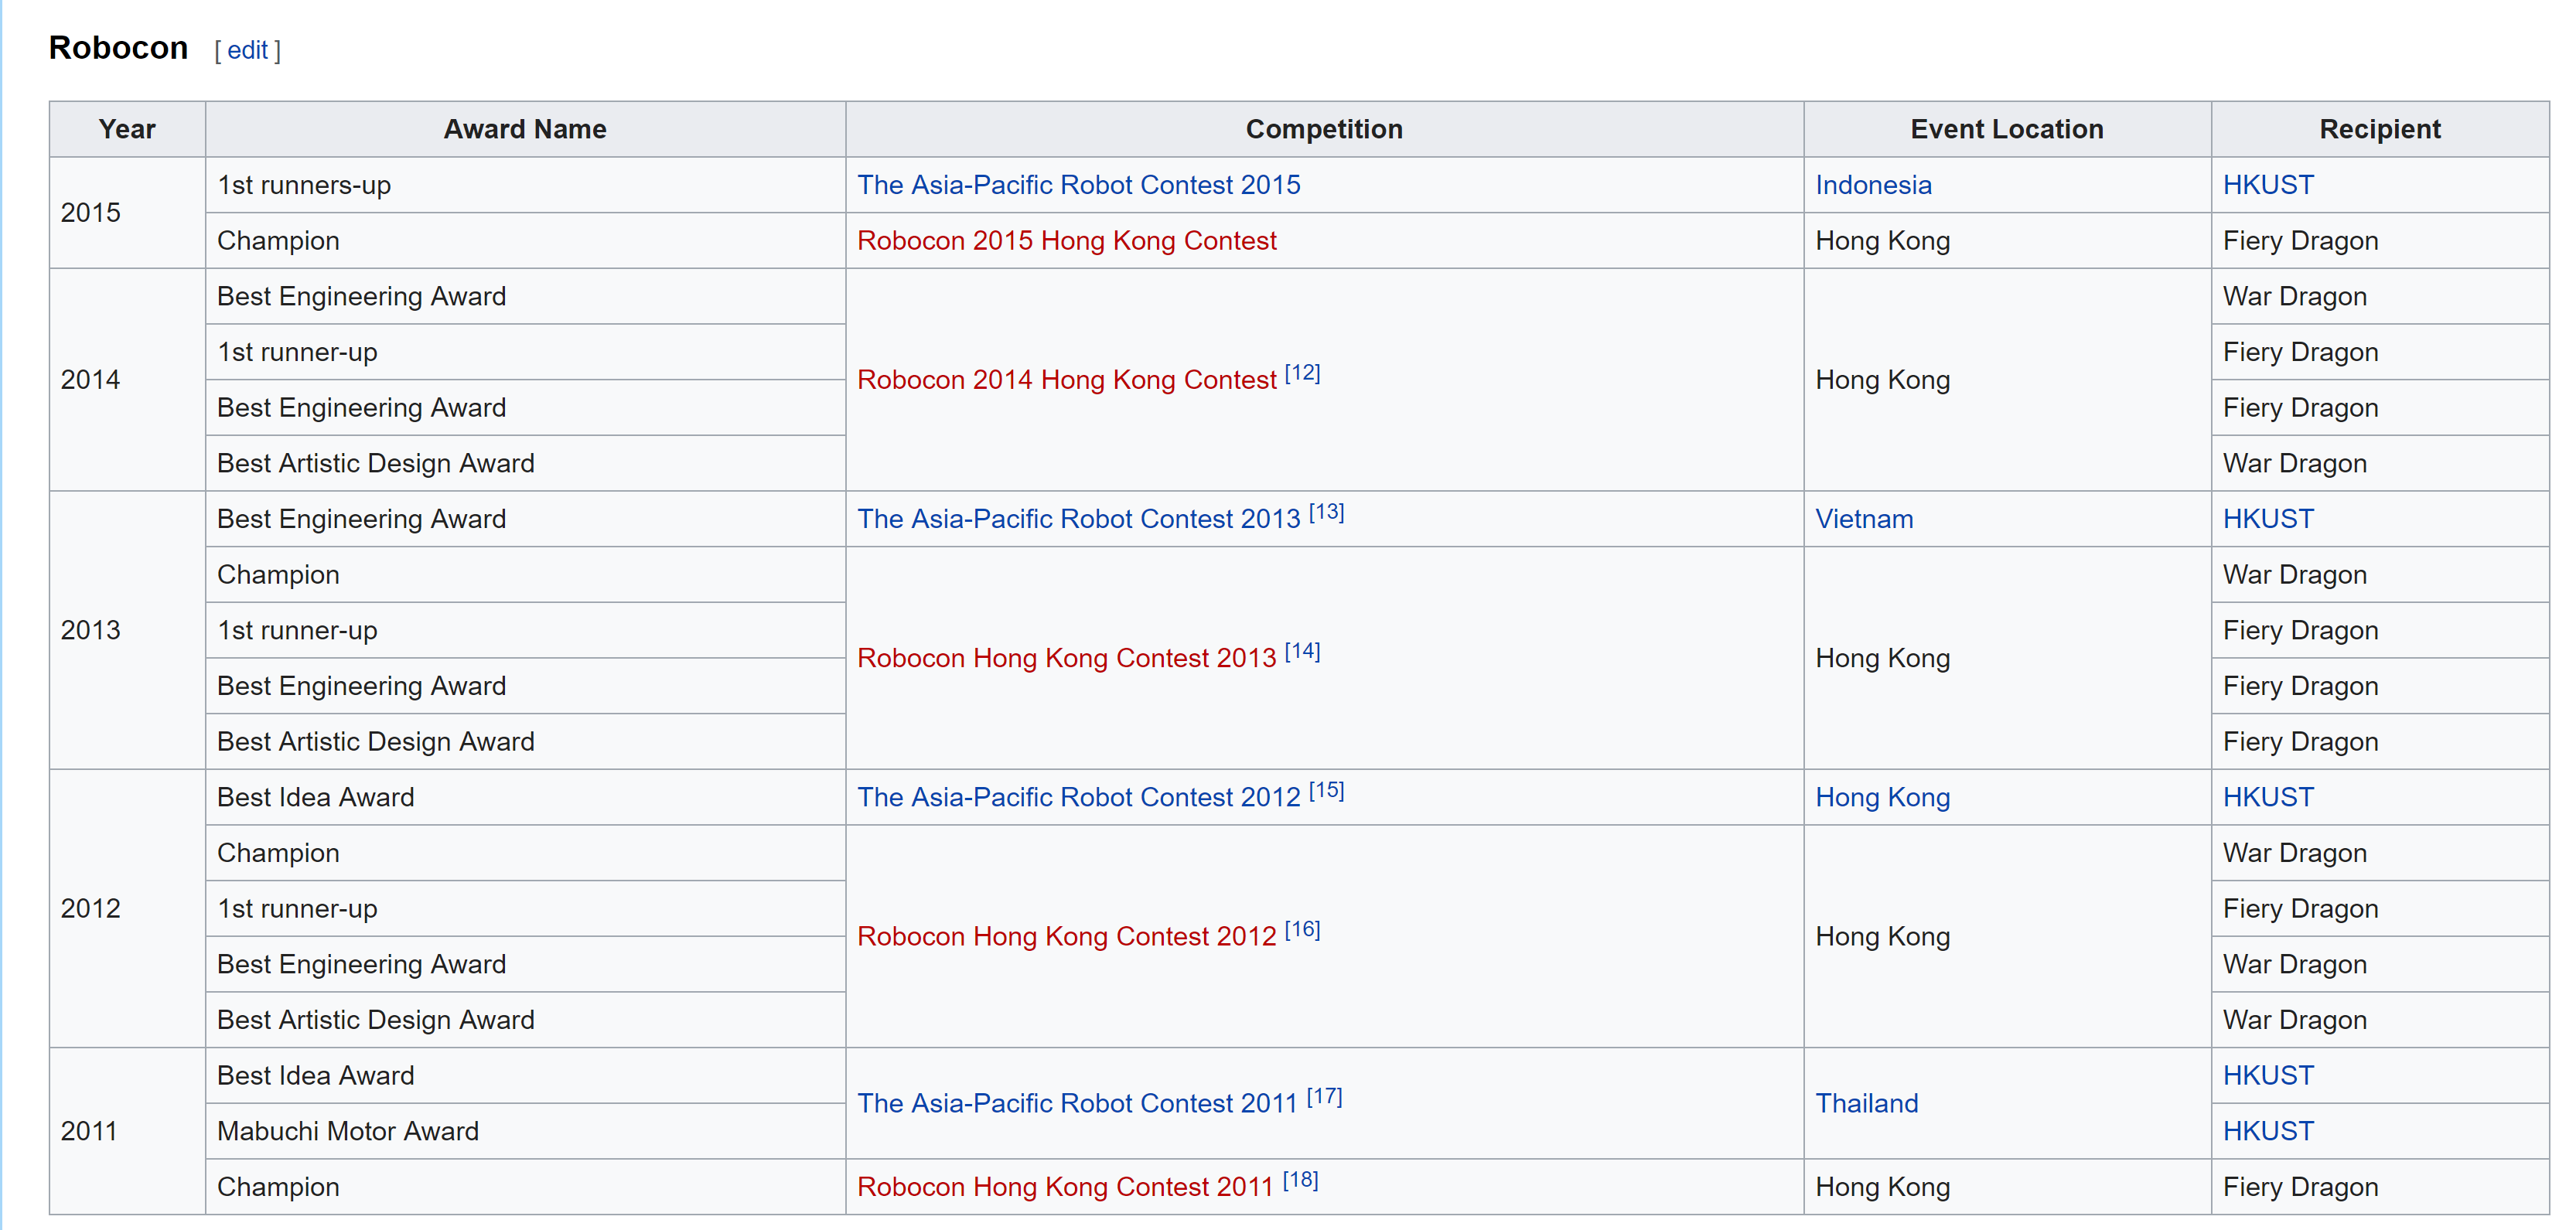 Robocon [ edit ]
Year Award Name Competition Event Location Recipient
2015 1st runners-up The Asia-Pacific Robot Contest 2015 Indonesia HKUST
Champion Robocon 2015 Hong Kong Contest Hong Kong Fiery Dragon
2014 Best Engineering Award Robocon 2014 Hong Kong Contest [12] Hong Kong War Dragon
1st runner-up Fiery Dragon
Best Engineering Award Fiery Dragon
Best Artistic Design Award War Dragon
2013 Best Engineering Award The Asia-Pacific Robot Contest 2013 [13] Vietnam HKUST
Champion Robocon Hong Kong Contest 2013 [14] Hong Kong War Dragon
1st runner-up Fiery Dragon
Best Engineering Award Fiery Dragon
Best Artistic Design Award Fiery Dragon
2012 Best Idea Award The Asia-Pacific Robot Contest 2012 [15] Hong Kong HKUST
Champion Robocon Hong Kong Contest 2012 [16] Hong Kong War Dragon
1st runner-up Fiery Dragon
Best Engineering Award War Dragon
Best Artistic Design Award War Dragon
2011 Best Idea Award The Asia-Pacific Robot Contest 2011 [17] Thailand HKUST
Mabuchi Motor Award HKUST
Champion Robocon Hong Kong Contest 2011 [18] Hong Kong Fiery Dragon